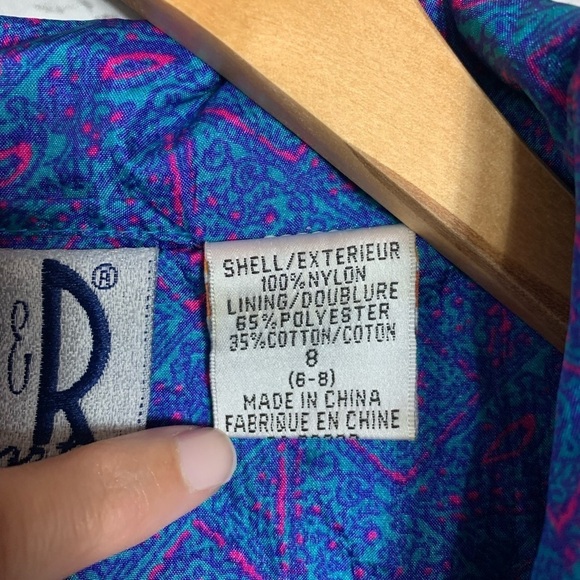 &R®
SHELL/EXTERIEUR
100%NYLON
LINING/DOUBLURE
65%POLYESTER
35%COTTON/COTON
8
(6-8)
MADE IN CHINA
FABRIQUE EN CHINE